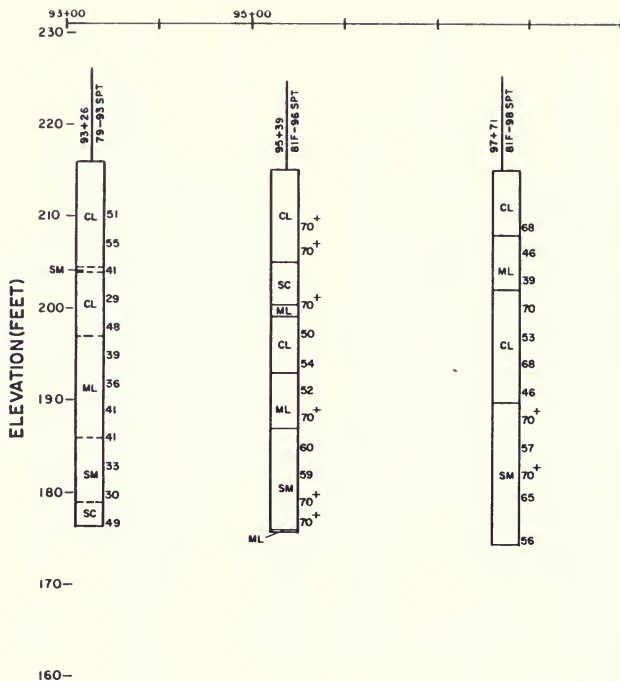 93+00
95+00
230
220
210
SM
200
190
180
170
160
ELEVATION(FEET)
93+26
79-93 SPT
CL
51
55
41
CL
29
48
39
ML
36
41
41
SM
33
30
SC
49
95+39
81F-96 SPT
CL
70+
70+
SC
70+
ML
CL
50
54
52
ML
70+
60
SM
59
70+
70+
ML
97+71
81F-98 SPT
CL
68
46
ML
39
70
CL
53
68
46
70+
57
SM
70+
65
56